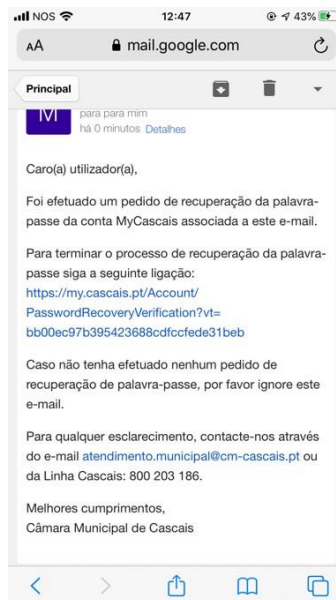 NOS 12:47 43%
AA mail.google.com
Principal
M para para mim
há 0 minutos Detalhes
Caro(a) utilizador(a),
Foi efetuado um pedido de recuperação da palavra-
passe da conta MyCascais associada a este e-mail.
Para terminar o processo de recuperação da palavra-
passe siga a seguinte ligação:
https://my.cascais.pt/Account/
PasswordRecoveryVerification?vt=
bb00ec97b395423688cdfccfede31beb
Caso não tenha efetuado nenhum pedido de
recuperação de palavra-passe, por favor ignore este
e-mail.
Para qualquer esclarecimento, contacte-nos através
do e-mail atendimento.municipal@cm-cascais.pt ou
da Linha Cascais: 800 203 186.
Melhores cumprimentos,
Câmara Municipal de Cascais